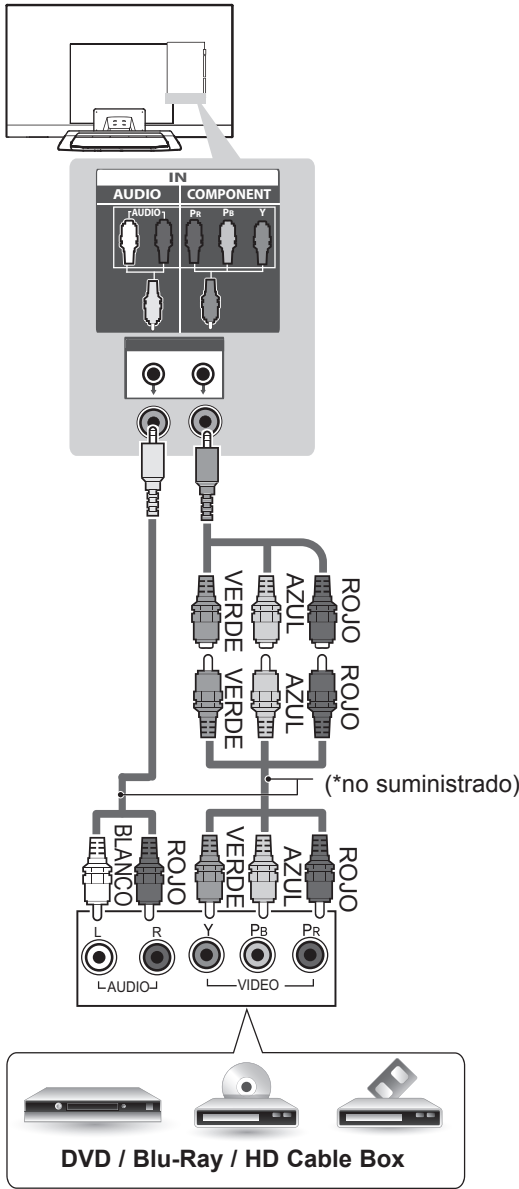 IN
AUDIO COMPONENT
AUDIO PR PB Y
VERDE AZUL ROJO
VERDE AZUL ROJO
(*no suministrado)
BLANCO ROJO VERDE AZUL ROJO
L R Y PB PR
AUDIO VIDEO
DVD / Blu-Ray / HD Cable Box